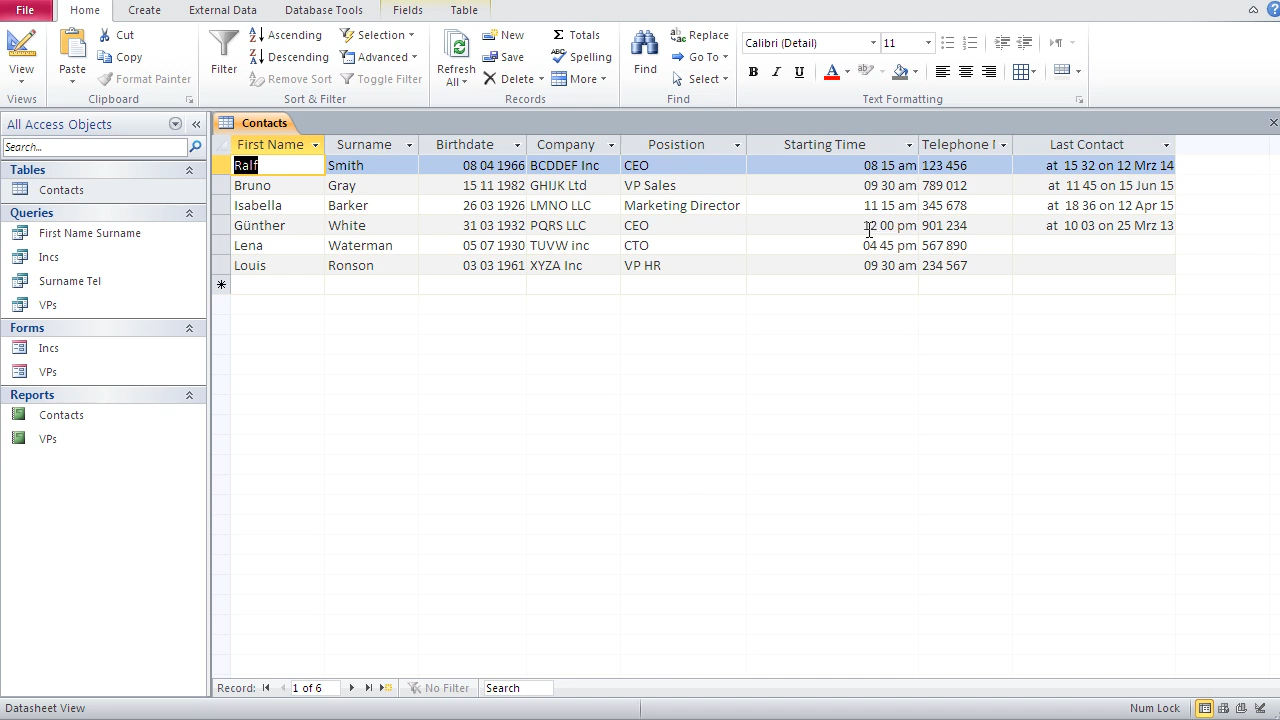 File Home Create External Data Database Tools Fields Table
View
Views
Paste
Cut
Copy
Format Painter
Clipboard
Filter
Ascending
Descending
Remove Sort
Selection
Advanced
Toggle Filter
Sort & Filter
Refresh
All
New
Save
Delete
Totals
Spelling
More
Records
Find
Replace
Go To
Select
Find
Calibri (Detail) 11
B I U A ab
Text Formatting
All Access Objects
Search...
Tables
Contacts
Queries
First Name Surname
Incs
Surname Tel
VPs
Forms
Incs
VPs
Reports
Contacts
VPs
Contacts
First Name Surname Birthdate Company Posistion Starting Time Telephone Last Contact
Ralf Smith 08 04 1966 BCDDEF Inc CEO 08 15 am 123 456 at 15 32 on 12 Mrz 14
Bruno Gray 15 11 1982 GHIJK Ltd VP Sales 09 30 am 789 012 at 11 45 on 15 Jun 15
Isabella Barker 26 03 1926 LMNO LLC Marketing Director 11 15 am 345 678 at 18 36 on 12 Apr 15
Günther White 31 03 1932 PQRS LLC CEO 12 00 pm 901 234 at 10 03 on 25 Mrz 13
Lena Waterman 05 07 1930 TUVW inc CTO 04 45 pm 567 890
Louis Ronson 03 03 1961 XYZA Inc VP HR 09 30 am 234 567
Record: 1 of 6 No Filter Search
Datasheet View Num Lock